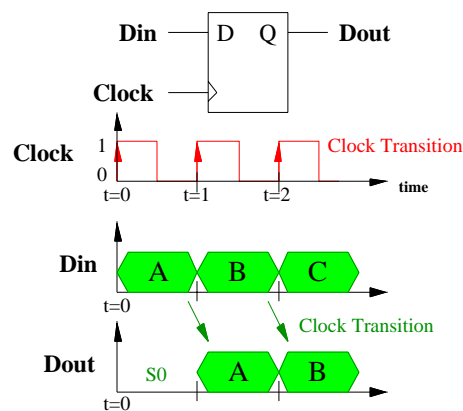 Din D Q Dout
Clock
Clock 1 Clock Transition
0
time
t=0 t=1 t=2
Din A B C
t=0
Clock Transition
Dout S0 A B
t=0